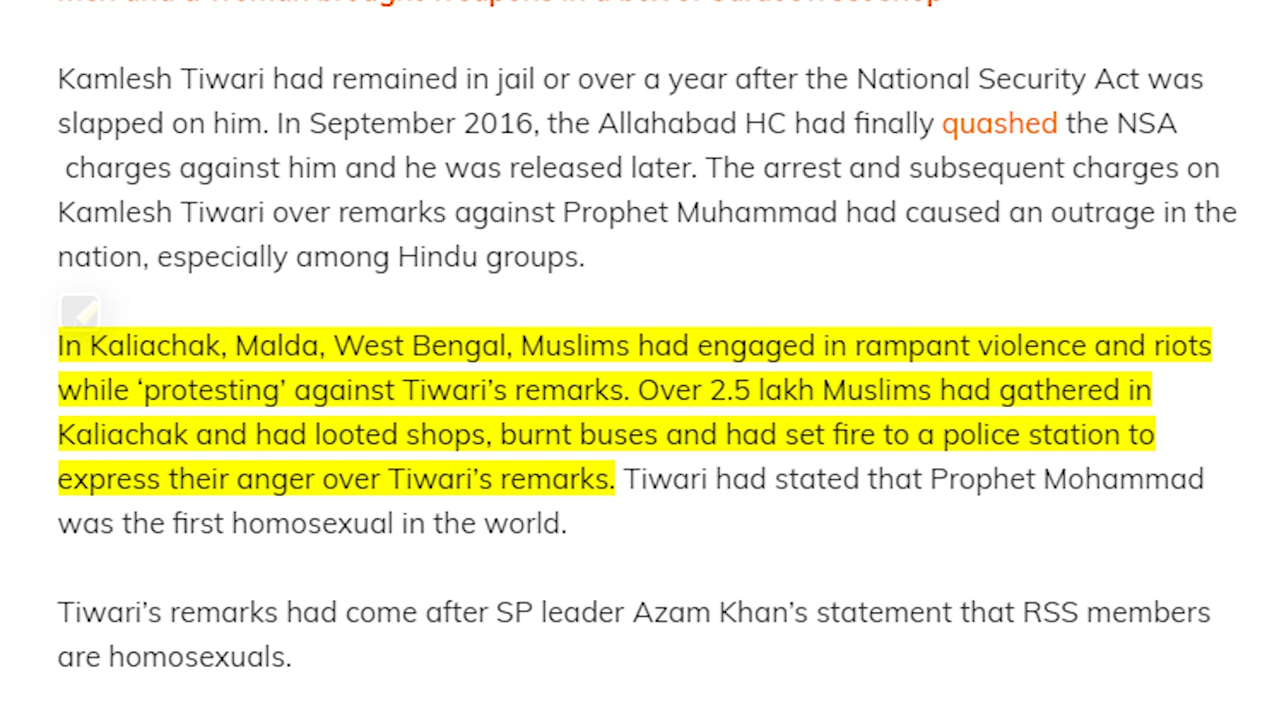 Kamlesh Tiwari had remained in jail or over a year after the National Security Act was
slapped on him. In September 2016, the Allahabad HC had finally quashed the NSA
charges against him and he was released later. The arrest and subsequent charges on
Kamlesh Tiwari over remarks against Prophet Muhammad had caused an outrage in the
nation, especially among Hindu groups.
In Kaliachak, Malda, West Bengal, Muslims had engaged in rampant violence and riots
while ‘protesting’ against Tiwari’s remarks. Over 2.5 lakh Muslims had gathered in
Kaliachak and had looted shops, burnt buses and had set fire to a police station to
express their anger over Tiwari’s remarks. Tiwari had stated that Prophet Mohammad
was the first homosexual in the world.
Tiwari’s remarks had come after SP leader Azam Khan’s statement that RSS members
are homosexuals.